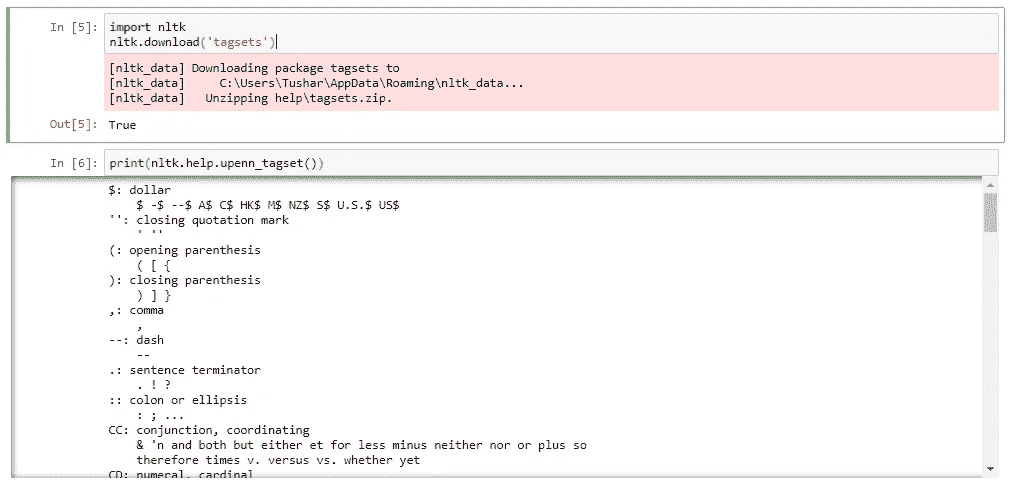 In [5]: import nltk
nltk.download('tagsets')
[nltk_data] Downloading package tagsets to
[nltk_data]     C:\Users\Tushar\AppData\Roaming\nltk_data...
[nltk_data]   Unzipping help\tagsets.zip.
Out[5]: True
In [6]: print(nltk.help.upenn_tagset())
$: dollar
    $ -$ --$ A$ C$ HK$ M$ NZ$ S$ U.S.$ US$
'': closing quotation mark
    ' ''
(: opening parenthesis
    ( [ {
): closing parenthesis
    ) ] }
,: comma
    ,
--: dash
    --
.: sentence terminator
    . ! ?
:: colon or ellipsis
    : ; ...
CC: conjunction, coordinating
    & 'n and both but either et for less minus neither nor or plus so
    therefore times v. versus vs. whether yet
CD: numeral, cardinal